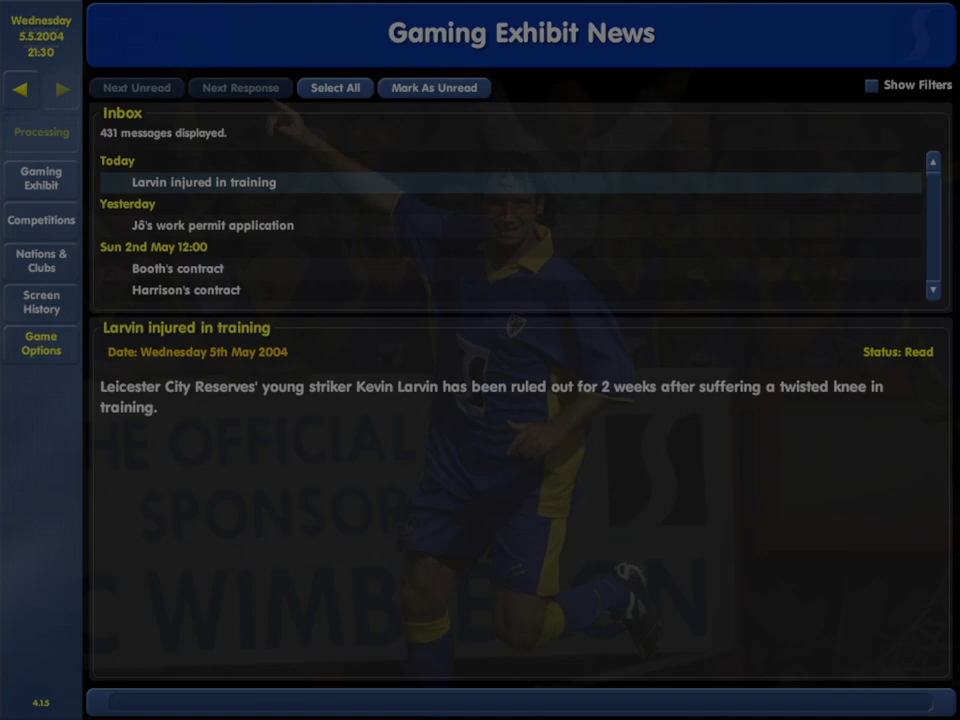 Wednesday
5.5.2004
21:30
Gaming Exhibit News
Next Unread
Next Response
Select All
Mark As Unread
Show Filters
Processing
Gaming
Exhibit
Competitions
Nations &
Clubs
Screen
History
Game
Options
4.1.5
Inbox
431 messages displayed.
Today
Larvin injured in training
Yesterday
Jô's work permit application
Sun 2nd May 12:00
Booth's contract
Harrison's contract
Larvin injured in training
Date: Wednesday 5th May 2004
Status: Read
Leicester City Reserves' young striker Kevin Larvin has been ruled out for 2 weeks after suffering a twisted knee in
training.
HE OFFICIAL
SPONSOR
C WIMB